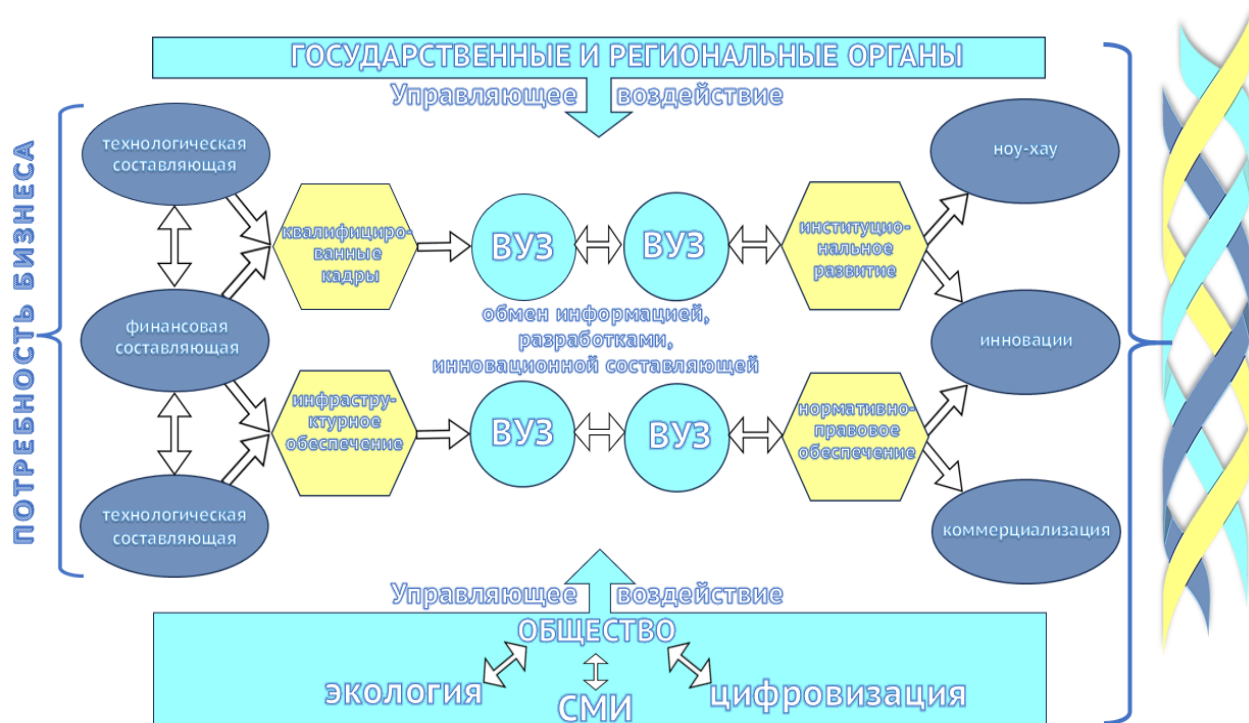 ГОСУДАРСТВЕННЫЕ И РЕГИОНАЛЬНЫЕ ОРГАНЫ
Управляющее воздействие
ПОТРЕБНОСТЬ БИЗНЕСА
технологическая
составляющая
финансовая
составляющая
технологическая
составляющая
квалифициро-
ванные
кадры
инфрастру-
ктурное
обеспечение
ВУЗ
ВУЗ
обмен информацией,
разработками,
инновационной составляющей
ВУЗ
ВУЗ
институцио-
нальное
развитие
нормативно-
правовое
обеспечение
ноу-хау
инновации
коммерциализация
Управляющее воздействие
ОБЩЕСТВО
экология
СМИ
цифровизация